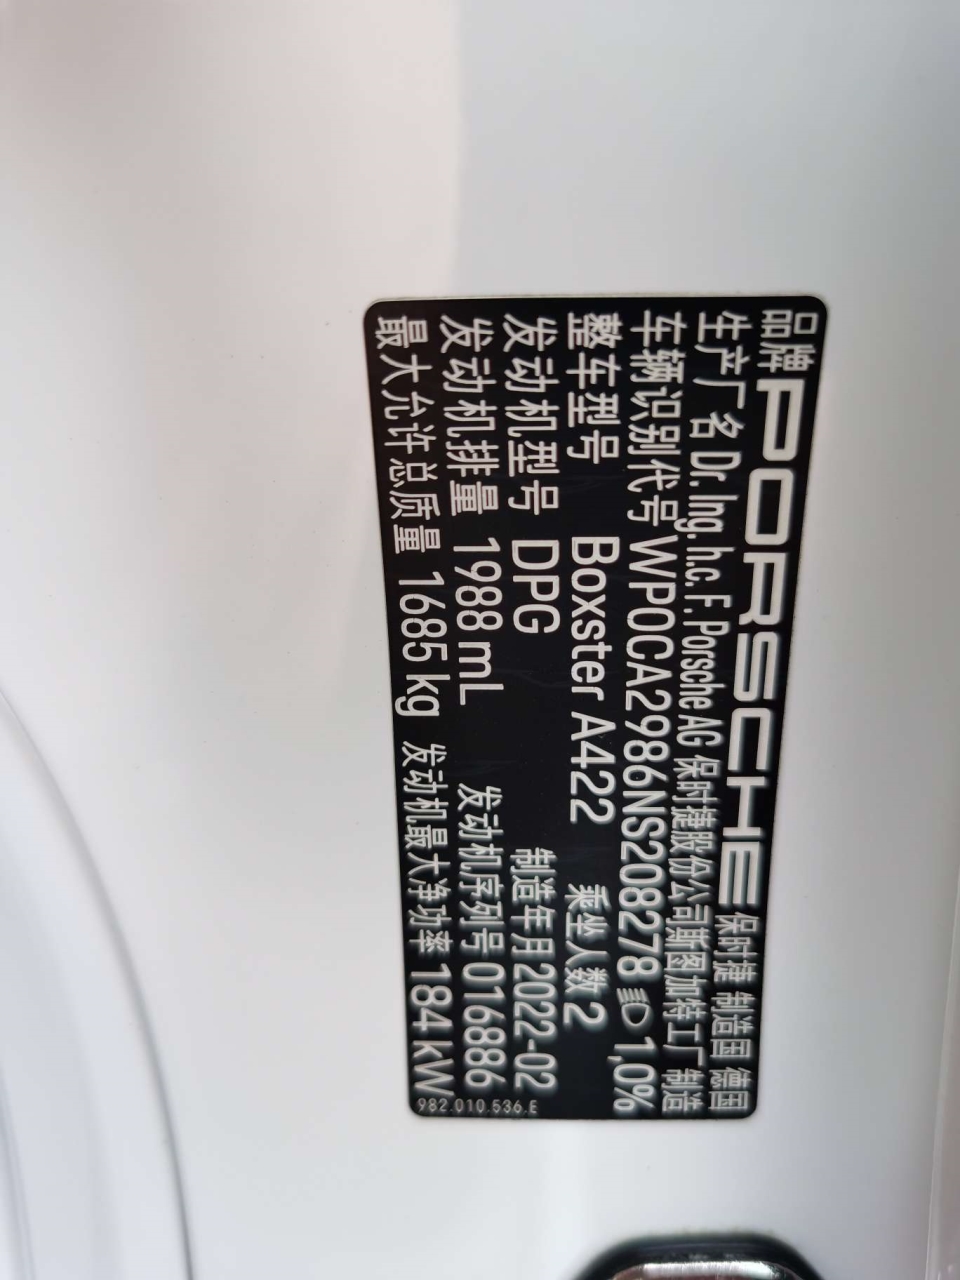 品牌 PORSCHE 保时捷 制造国 德国
生产厂名 Dr. Ing. h.c. F. Porsche AG 保时捷股份公司斯图加特工厂制造
车辆识别代号 WP0CA2986NS208278 1,0%
整车型号 Boxster A422 乘坐人数 2
发动机型号 DPG 制造年月 2022-02
发动机排量 1988 mL 发动机序列号 016886
最大允许总质量 1685 kg 发动机最大净功率 184 kW
982.010.536.E